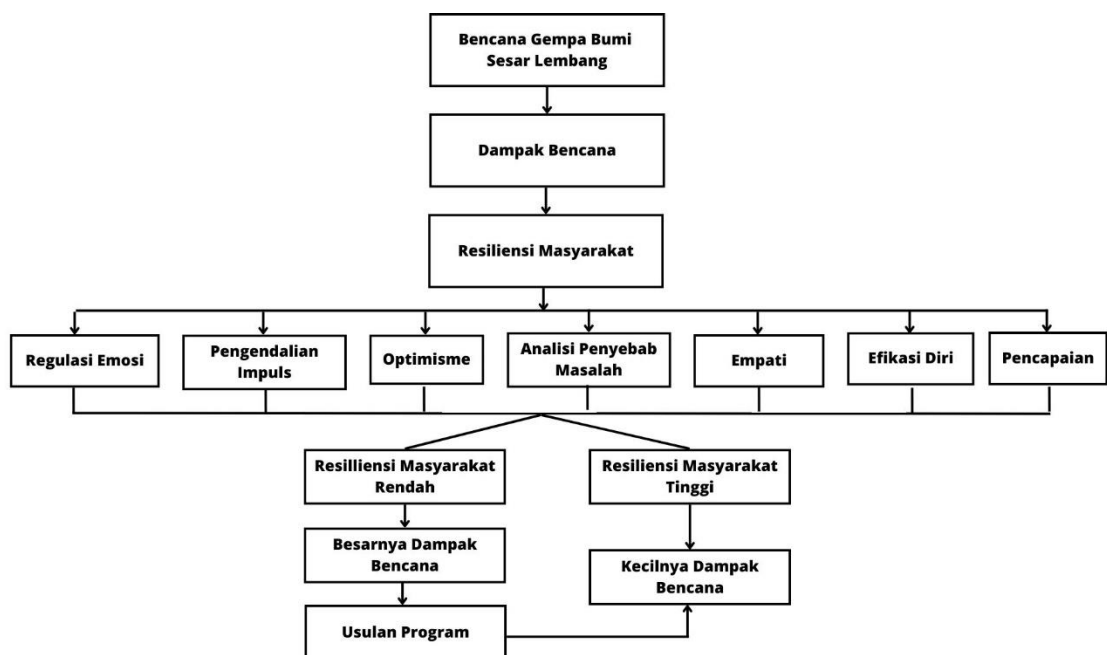 Bencana Gempa Bumi
Sesar Lembang
Dampak Bencana
Resiliensi Masyarakat
Regulasi Emosi
Pengendalian
Impuls
Optimisme
Analisi Penyebab
Masalah
Empati
Efikasi Diri
Pencapaian
Resilliensi Masyarakat
Rendah
Resiliensi Masyarakat
Tinggi
Besarnya Dampak
Bencana
Kecilnya Dampak
Bencana
Usulan Program